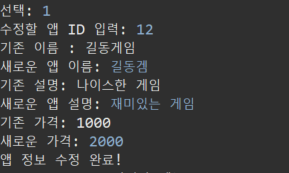 선택: 1
수정할 앱 ID 입력: 12
기존 이름 : 길동게임
새로운 앱 이름: 길동겜
기존 설명: 나이스한 게임
새로운 앱 설명: 재미있는 게임
기존 가격: 1000
새로운 가격: 2000
앱 정보 수정 완료!